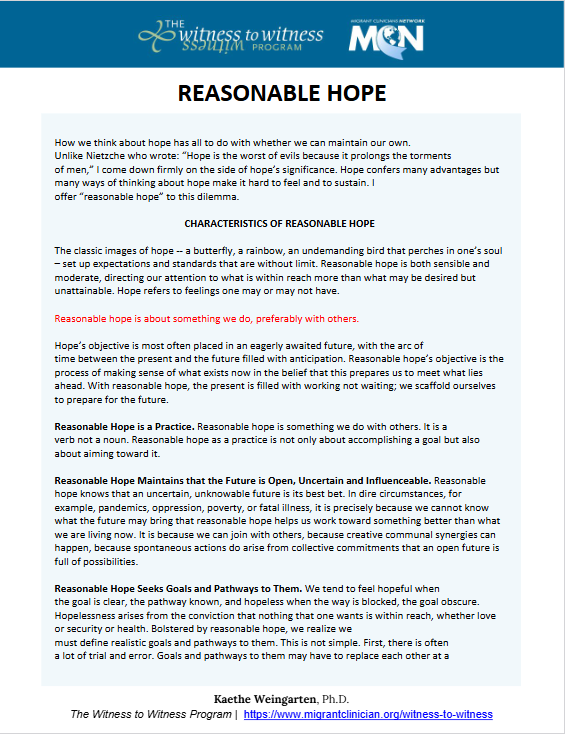 THE
witness to witness
witness
PROGRAM
MIGRANT CLINICIANS NETWORK
MCN
REASONABLE HOPE
How we think about hope has all to do with whether we can maintain our own.
Unlike Nietzche who wrote: “Hope is the worst of evils because it prolongs the torments
of men,” I come down firmly on the side of hope’s significance. Hope confers many advantages but
many ways of thinking about hope make it hard to feel and to sustain. I
offer “reasonable hope” to this dilemma.
CHARACTERISTICS OF REASONABLE HOPE
The classic images of hope -- a butterfly, a rainbow, an undemanding bird that perches in one’s soul
– set up expectations and standards that are without limit. Reasonable hope is both sensible and
moderate, directing our attention to what is within reach more than what may be desired but
unattainable. Hope refers to feelings one may or may not have.
Reasonable hope is about something we do, preferably with others.
Hope’s objective is most often placed in an eagerly awaited future, with the arc of
time between the present and the future filled with anticipation. Reasonable hope’s objective is the
process of making sense of what exists now in the belief that this prepares us to meet what lies
ahead. With reasonable hope, the present is filled with working not waiting; we scaffold ourselves
to prepare for the future.
Reasonable Hope is a Practice. Reasonable hope is something we do with others. It is a
verb not a noun. Reasonable hope as a practice is not only about accomplishing a goal but also
about aiming toward it.
Reasonable Hope Maintains that the Future is Open, Uncertain and Influenceable. Reasonable
hope knows that an uncertain, unknowable future is its best bet. In dire circumstances, for
example, pandemics, oppression, poverty, or fatal illness, it is precisely because we cannot know
what the future may bring that reasonable hope helps us work toward something better than what
we are living now. It is because we can join with others, because creative communal synergies can
happen, because spontaneous actions do arise from collective commitments that an open future is
full of possibilities.
Reasonable Hope Seeks Goals and Pathways to Them. We tend to feel hopeful when
the goal is clear, the pathway known, and hopeless when the way is blocked, the goal obscure.
Hopelessness arises from the conviction that nothing that one wants is within reach, whether love
or security or health. Bolstered by reasonable hope, we realize we
must define realistic goals and pathways to them. This is not simple. First, there is often
a lot of trial and error. Goals and pathways to them may have to replace each other at a
Kaethe Weingarten, Ph.D.
The Witness to Witness Program | https://www.migrantclinician.org/witness-to-witness